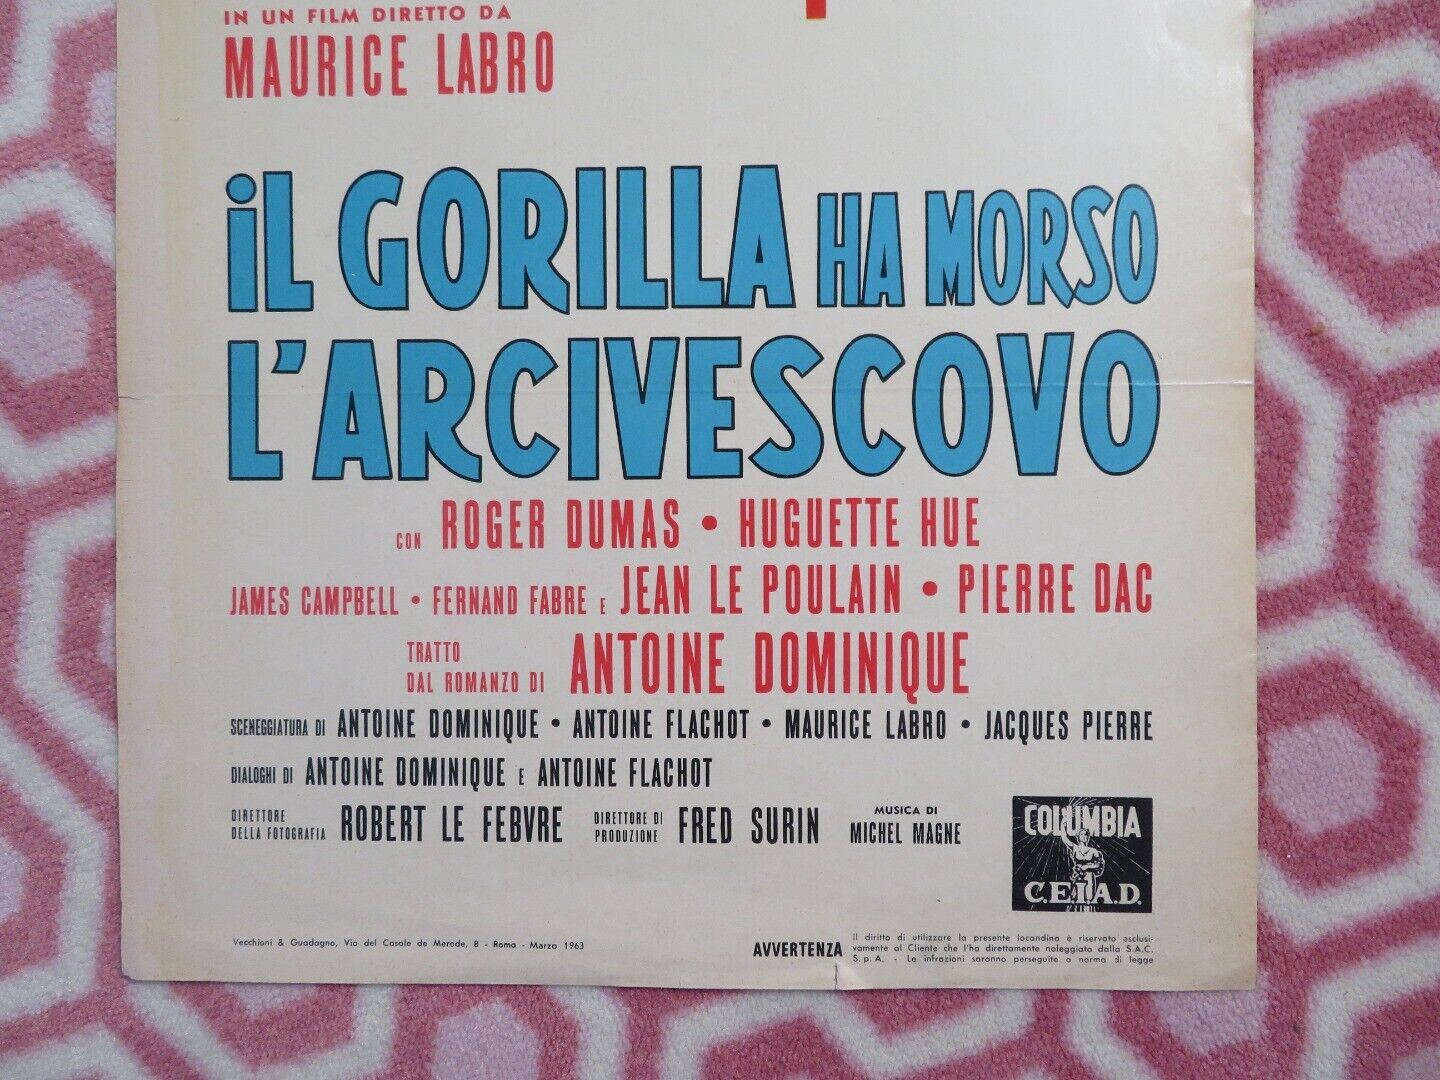 IN UN FILM DIRETTO DA
MAURICE LABRO
iL GORILLA HA MORSO
L'ARCIVESCOVO
CON ROGER DUMAS • HUGUETTE HUE
JAMES CAMPBELL • FERNAND FABRE E JEAN LE POULAIN • PIERRE DAC
TRATTO
DAL ROMANZO DI ANTOINE DOMINIQUE
SCENEGGIATURA DI ANTOINE DOMINIQUE • ANTOINE FLACHOT • MAURICE LABRO • JACQUES PIERRE
DIALOGHI DI ANTOINE DOMINIQUE E ANTOINE FLACHOT
DIRETTORE
DELLA FOTOGRAFIA ROBERT LE FEBVRE
DIRETTORE DI
PRODUZIONE FRED SURIN
MUSICA DI
MICHEL MAGNE
COLUMBIA
C.E.I.A.D.
Vecchioni & Guadagno, Via del Casale de Merode, 8 - Roma - Marzo 1963
AVVERTENZA
Il diritto di utilizzare la presente locandina è riservato esclusi-
vamente al Cliente che l'ha direttamente noleggiata dalla S.A.C.
S.p.A. - Le infrazioni saranno perseguite a norma di legge